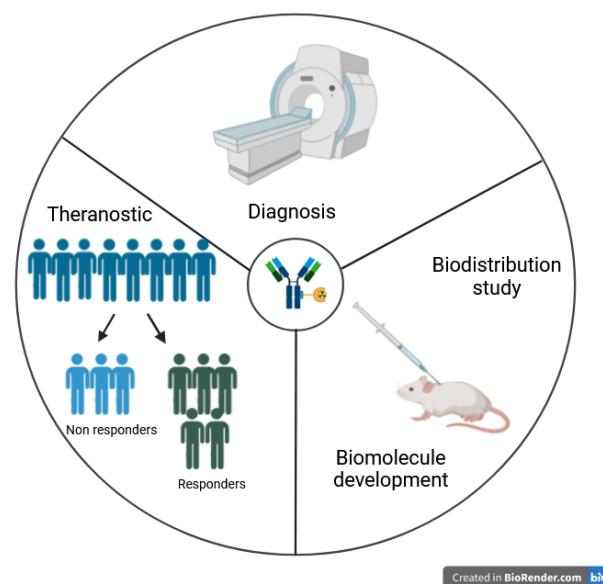 Diagnosis
Theranostic
Non responders
Responders
Biodistribution
study
Biomolecule
development
Created in BioRender.com